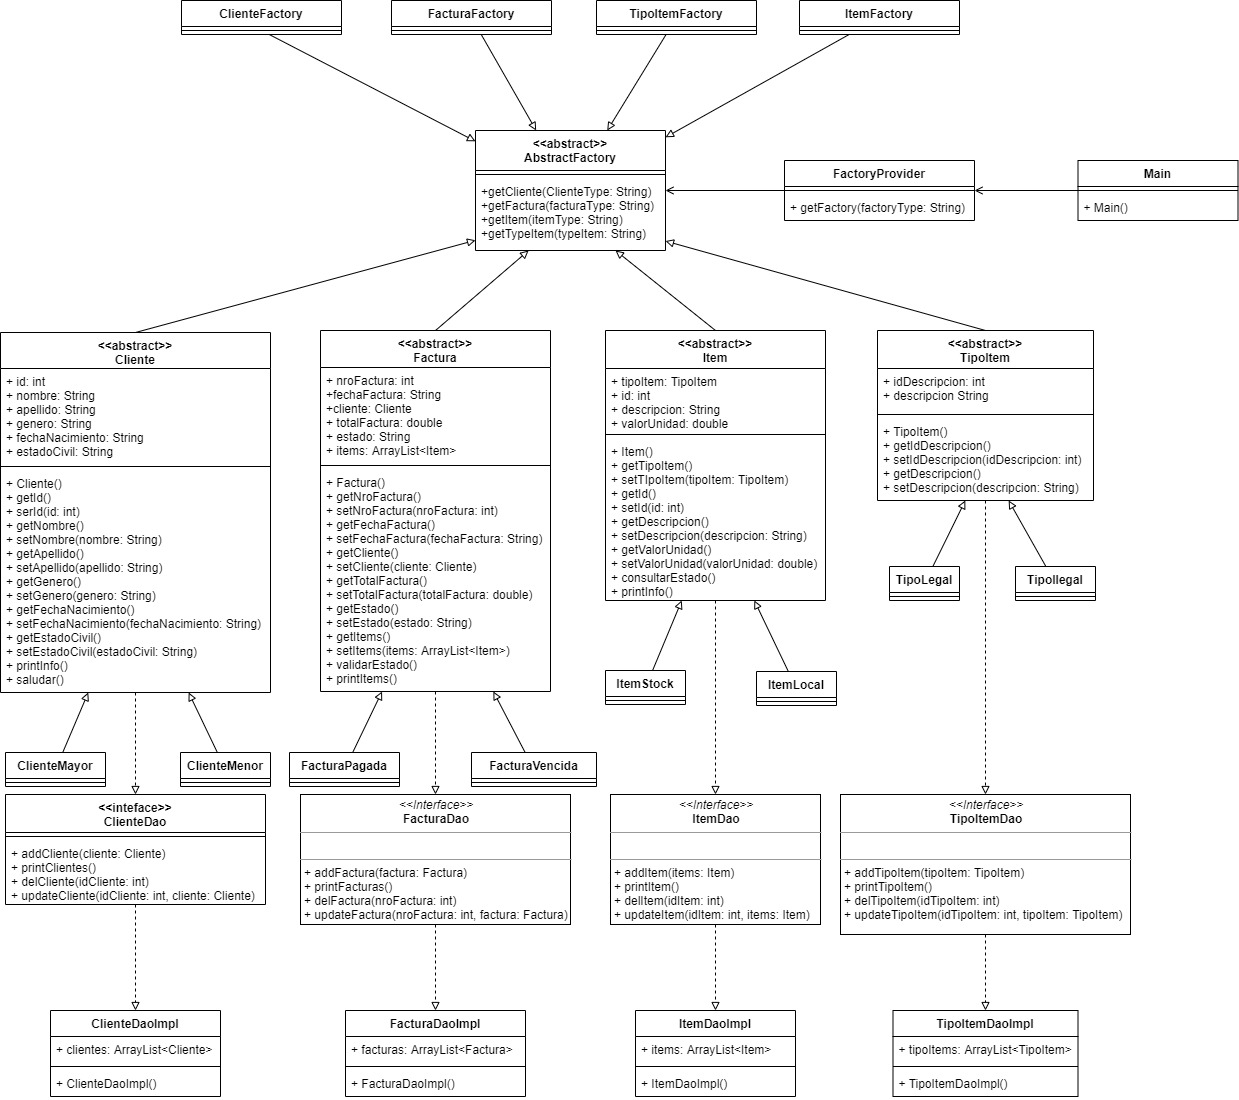 ClienteFactory
FacturaFactory
TipoItemFactory
ItemFactory
<<abstract>>
AbstractFactory
+getCliente(ClienteType: String)
+getFactura(facturaType: String)
+getItem(itemType: String)
+getTypeItem(typeItem: String)
FactoryProvider
+ getFactory(factoryType: String)
Main
+ Main()
<<abstract>>
Cliente
+ id: int
+ nombre: String
+ apellido: String
+ genero: String
+ fechaNacimiento: String
+ estadoCivil: String
+ Cliente()
+ getId()
+ serId(id: int)
+ getNombre()
+ setNombre(nombre: String)
+ getApellido()
+ setApellido(apellido: String)
+ getGenero()
+ setGenero(genero: String)
+ getFechaNacimiento()
+ setFechaNacimiento(fechaNacimiento: String)
+ getEstadoCivil()
+ setEstadoCivil(estadoCivil: String)
+ printInfo()
+ saludar()
<<abstract>>
Factura
+ nroFactura: int
+fechaFactura: String
+cliente: Cliente
+ totalFactura: double
+ estado: String
+ items: ArrayList<Item>
+ Factura()
+ getNroFactura()
+ setNroFactura(nroFactura: int)
+ getFechaFactura()
+ setFechaFactura(fechaFactura: String)
+ getCliente()
+ setCliente(cliente: Cliente)
+ getTotalFactura()
+ setTotalFactura(totalFactura: double)
+ getEstado()
+ setEstado(estado: String)
+ getItems()
+ setItems(items: ArrayList<Item>)
+ validarEstado()
+ printItems()
<<abstract>>
Item
+ tipoItem: TipoItem
+ id: int
+ descripcion: String
+ valorUnidad: double
+ Item()
+ getTipoItem()
+ setTIpoItem(tipoItem: TipoItem)
+ getId()
+ setId(id: int)
+ getDescripcion()
+ setDescripcion(descripcion: String)
+ getValorUnidad()
+ setValorUnidad(valorUnidad: double)
+ consultarEstado()
+ printInfo()
<<abstract>>
TipoItem
+ idDescripcion: int
+ descripcion String
+ TipoItem()
+ getIdDescripcion()
+ setIdDescripcion(idDescripcion: int)
+ getDescripcion()
+ setDescripcion(descripcion: String)
TipoLegal
TipoIlegal
ItemStock
ItemLocal
ClienteMayor
ClienteMenor
FacturaPagada
FacturaVencida
<<inteface>>
ClienteDao
+ addCliente(cliente: Cliente)
+ printClientes()
+ delCliente(idCliente: int)
+ updateCliente(idCliente: int, cliente: Cliente)
<<Interface>>
FacturaDao
+ addFactura(factura: Factura)
+ printFacturas()
+ delFactura(nroFactura: int)
+ updateFactura(nroFactura: int, factura: Factura)
<<Interface>>
ItemDao
+ addItem(items: Item)
+ printItem()
+ delItem(idItem: int)
+ updateItem(idItem: int, items: Item)
<<Interface>>
TipoItemDao
+ addTipoItem(tipoItem: TipoItem)
+ printTipoItem()
+ delTipoItem(idTipoItem: int)
+ updateTipoItem(idTipoItem: int, tipoItem: TipoItem)
ClienteDaoImpl
+ clientes: ArrayList<Cliente>
+ ClienteDaoImpl()
FacturaDaoImpl
+ facturas: ArrayList<Factura>
+ FacturaDaoImpl()
ItemDaoImpl
+ items: ArrayList<Item>
+ ItemDaoImpl()
TipoItemDaoImpl
+ tipoItems: ArrayList<TipoItem>
+ TipoItemDaoImpl()